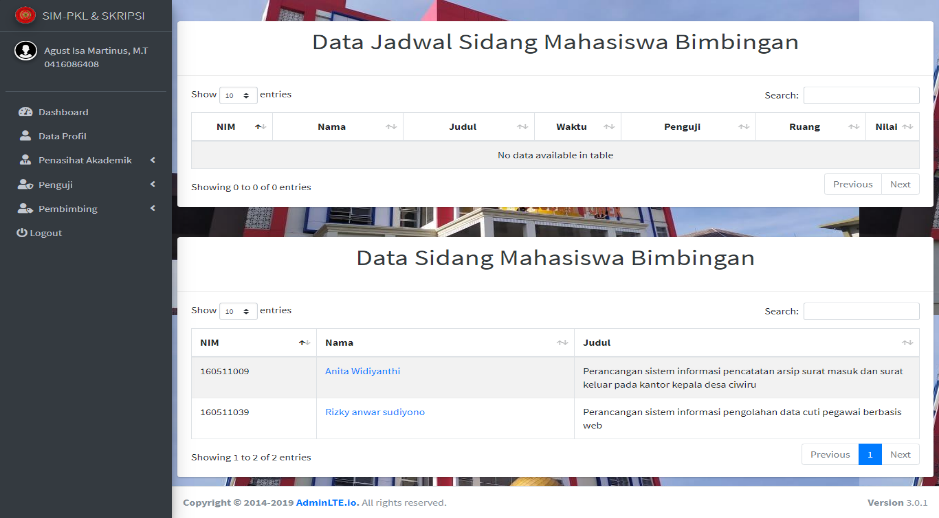 SIM-PKL & SKRIPSI
Agust Isa Martinus, M.T
0416086408
Dashboard
Data Profil
Penasihat Akademik
Penguji
Pembimbing
Logout
Data Jadwal Sidang Mahasiswa Bimbingan
Show 10 entries
Search:
NIM Nama Judul Waktu Penguji Ruang Nilai
No data available in table
Showing 0 to 0 of 0 entries
Previous Next
Data Sidang Mahasiswa Bimbingan
Show 10 entries
Search:
NIM Nama Judul
160511009 Anita Widiyanthi Perancangan sistem informasi pencatatan arsip surat masuk dan surat
keluar pada kantor kepala desa ciwiru
160511039 Rizky anwar sudiyono Perancangan sistem informasi pengolahan data cuti pegawai berbasis
web
Showing 1 to 2 of 2 entries
Previous 1 Next
Copyright © 2014-2019 AdminLTE.io. All rights reserved.
Version 3.0.1